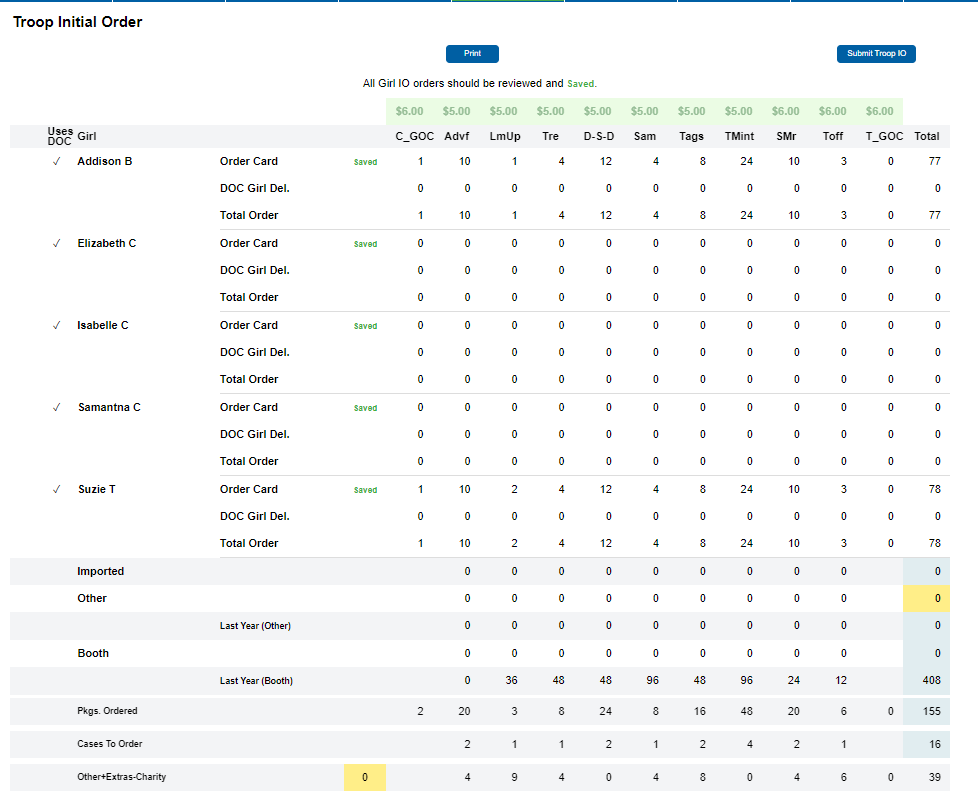 Troop Initial Order
Print
Submit Troop IO
All Girl IO orders should be reviewed and Saved.
$6.00 $5.00 $5.00 $5.00 $5.00 $5.00 $5.00 $5.00 $6.00 $6.00 $6.00
Uses DOC Girl C_GOC Advf LmUp Tre D-S-D Sam Tags TMint SMr Toff T_GOC Total
✓ Addison B Order Card Saved 1 10 1 4 12 4 8 24 10 3 0 77
DOC Girl Del. 0 0 0 0 0 0 0 0 0 0 0 0
Total Order 1 10 1 4 12 4 8 24 10 3 0 77
✓ Elizabeth C Order Card Saved 0 0 0 0 0 0 0 0 0 0 0 0
DOC Girl Del. 0 0 0 0 0 0 0 0 0 0 0 0
Total Order 0 0 0 0 0 0 0 0 0 0 0 0
✓ Isabelle C Order Card Saved 0 0 0 0 0 0 0 0 0 0 0 0
DOC Girl Del. 0 0 0 0 0 0 0 0 0 0 0 0
Total Order 0 0 0 0 0 0 0 0 0 0 0 0
✓ Samantna C Order Card Saved 0 0 0 0 0 0 0 0 0 0 0 0
DOC Girl Del. 0 0 0 0 0 0 0 0 0 0 0 0
Total Order 0 0 0 0 0 0 0 0 0 0 0 0
✓ Suzie T Order Card Saved 1 10 2 4 12 4 8 24 10 3 0 78
DOC Girl Del. 0 0 0 0 0 0 0 0 0 0 0 0
Total Order 1 10 2 4 12 4 8 24 10 3 0 78
Imported 0 0 0 0 0 0 0 0 0 0
Other 0 0 0 0 0 0 0 0 0 0
Last Year (Other) 0 0 0 0 0 0 0 0 0 0
Booth 0 0 0 0 0 0 0 0 0 0
Last Year (Booth) 0 36 48 48 96 48 96 24 12 408
Pkgs. Ordered 2 20 3 8 24 8 16 48 20 6 0 155
Cases To Order 2 1 1 2 1 2 4 2 1 16
Other+Extras-Charity 0 4 9 4 0 4 8 0 4 6 0 39